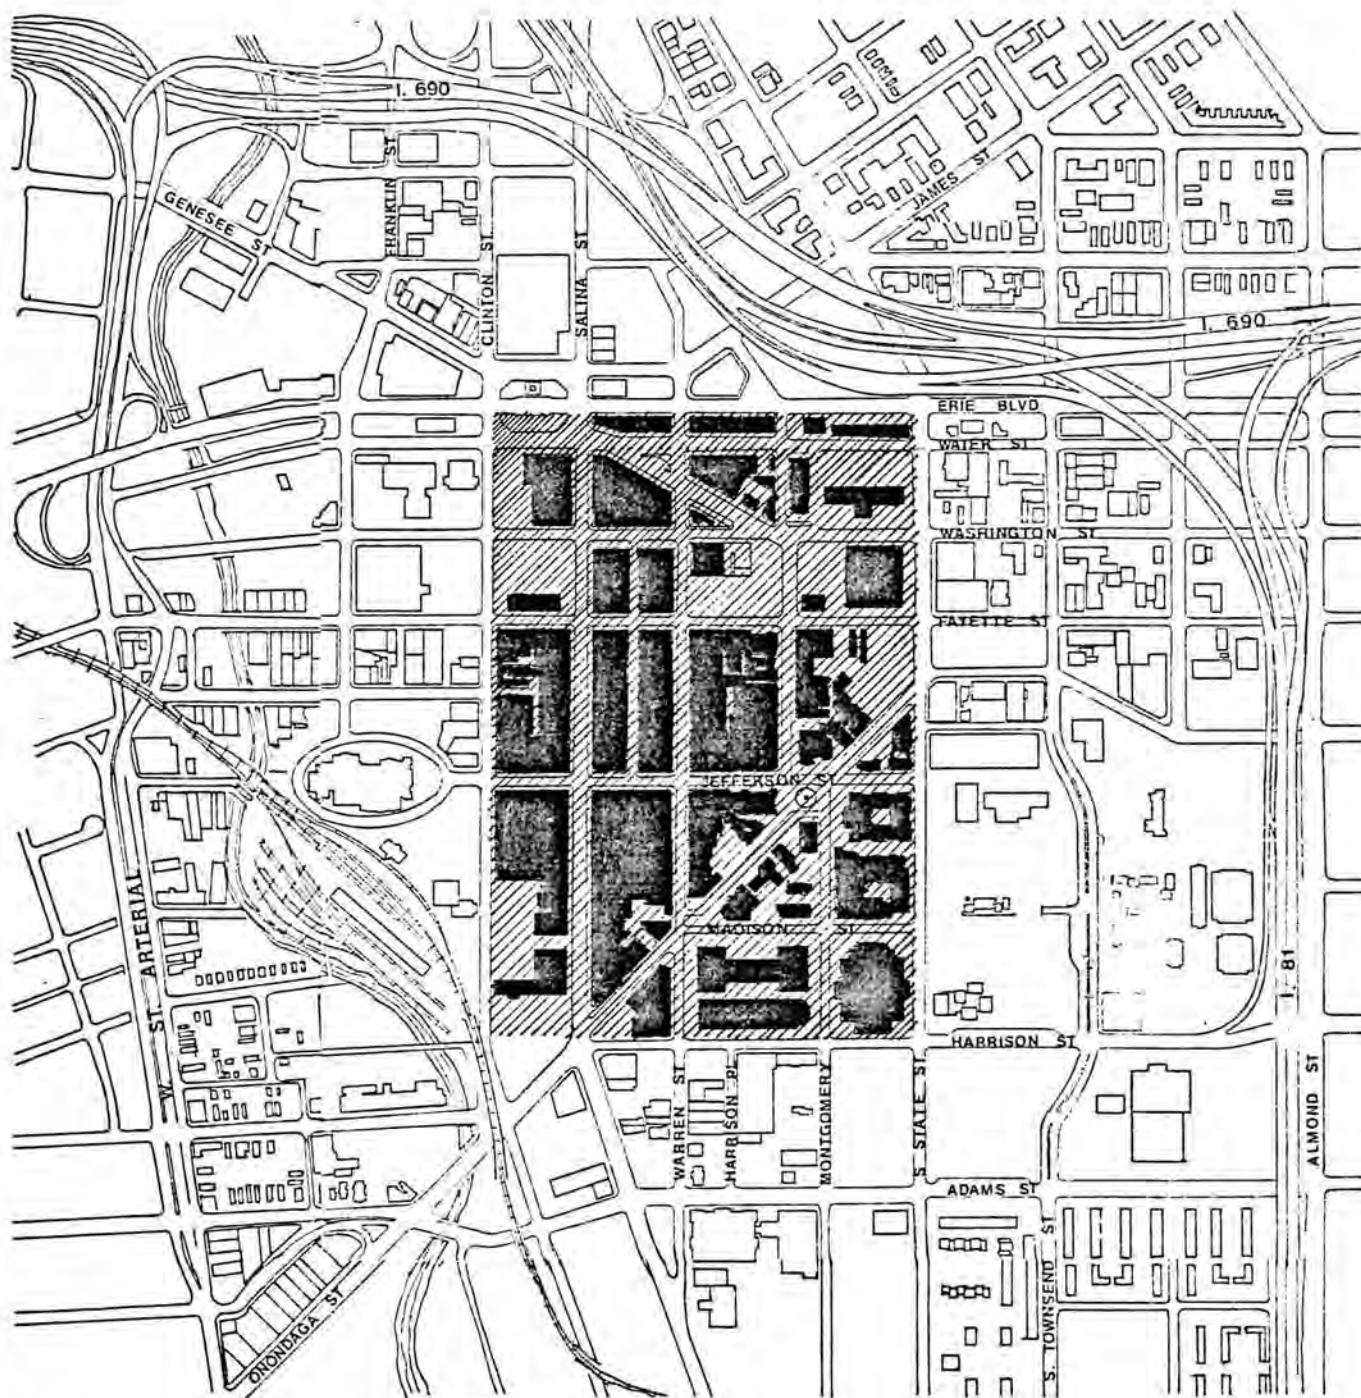 I. 690
FRANKLIN ST
JAMES ST
GENESEE ST
CLINTON ST
SALINA ST
I. 690
ERIE BLVD
WATER ST
WASHINGTON ST
FAYETTE ST
JEFFERSON ST
W. ST. ARTERIAL
MADISON ST
I. 81
HARRISON ST
WARREN ST
HARRISON PL
MONTGOMERY
S STATE ST
ALMOND ST
ADAMS ST
S. TOWNSEND ST
ONONDAGA ST